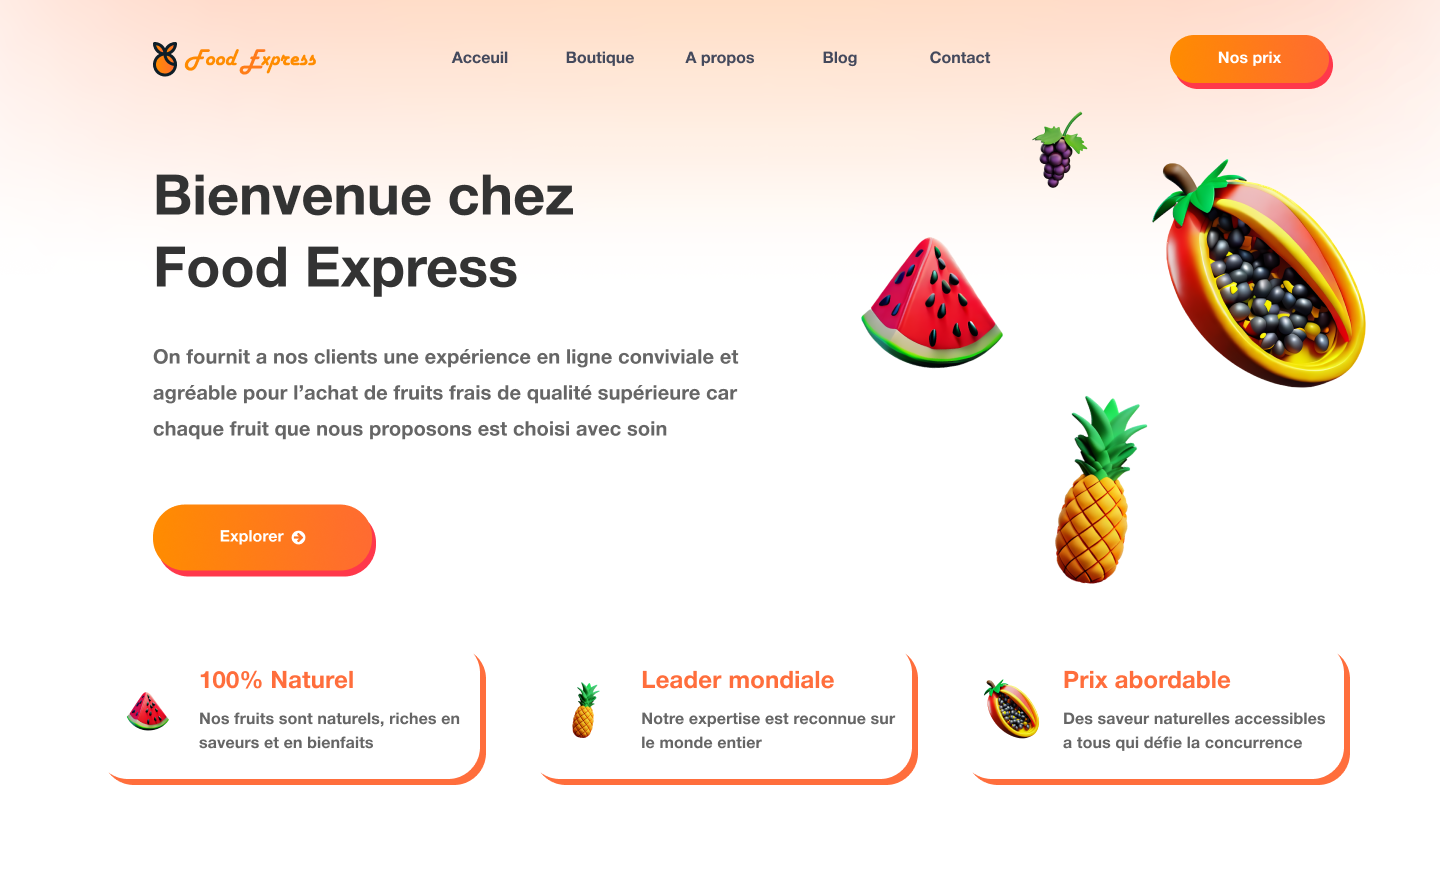 Food Express
Acceuil
Boutique
A propos
Blog
Contact
Nos prix
Bienvenue chez
Food Express
On fournit a nos clients une expérience en ligne conviviale et
agréable pour l’achat de fruits frais de qualité supérieure car
chaque fruit que nous proposons est choisi avec soin
Explorer
100% Naturel
Nos fruits sont naturels, riches en
saveurs et en bienfaits
Leader mondiale
Notre expertise est reconnue sur
le monde entier
Prix abordable
Des saveur naturelles accessibles
a tous qui défie la concurrence